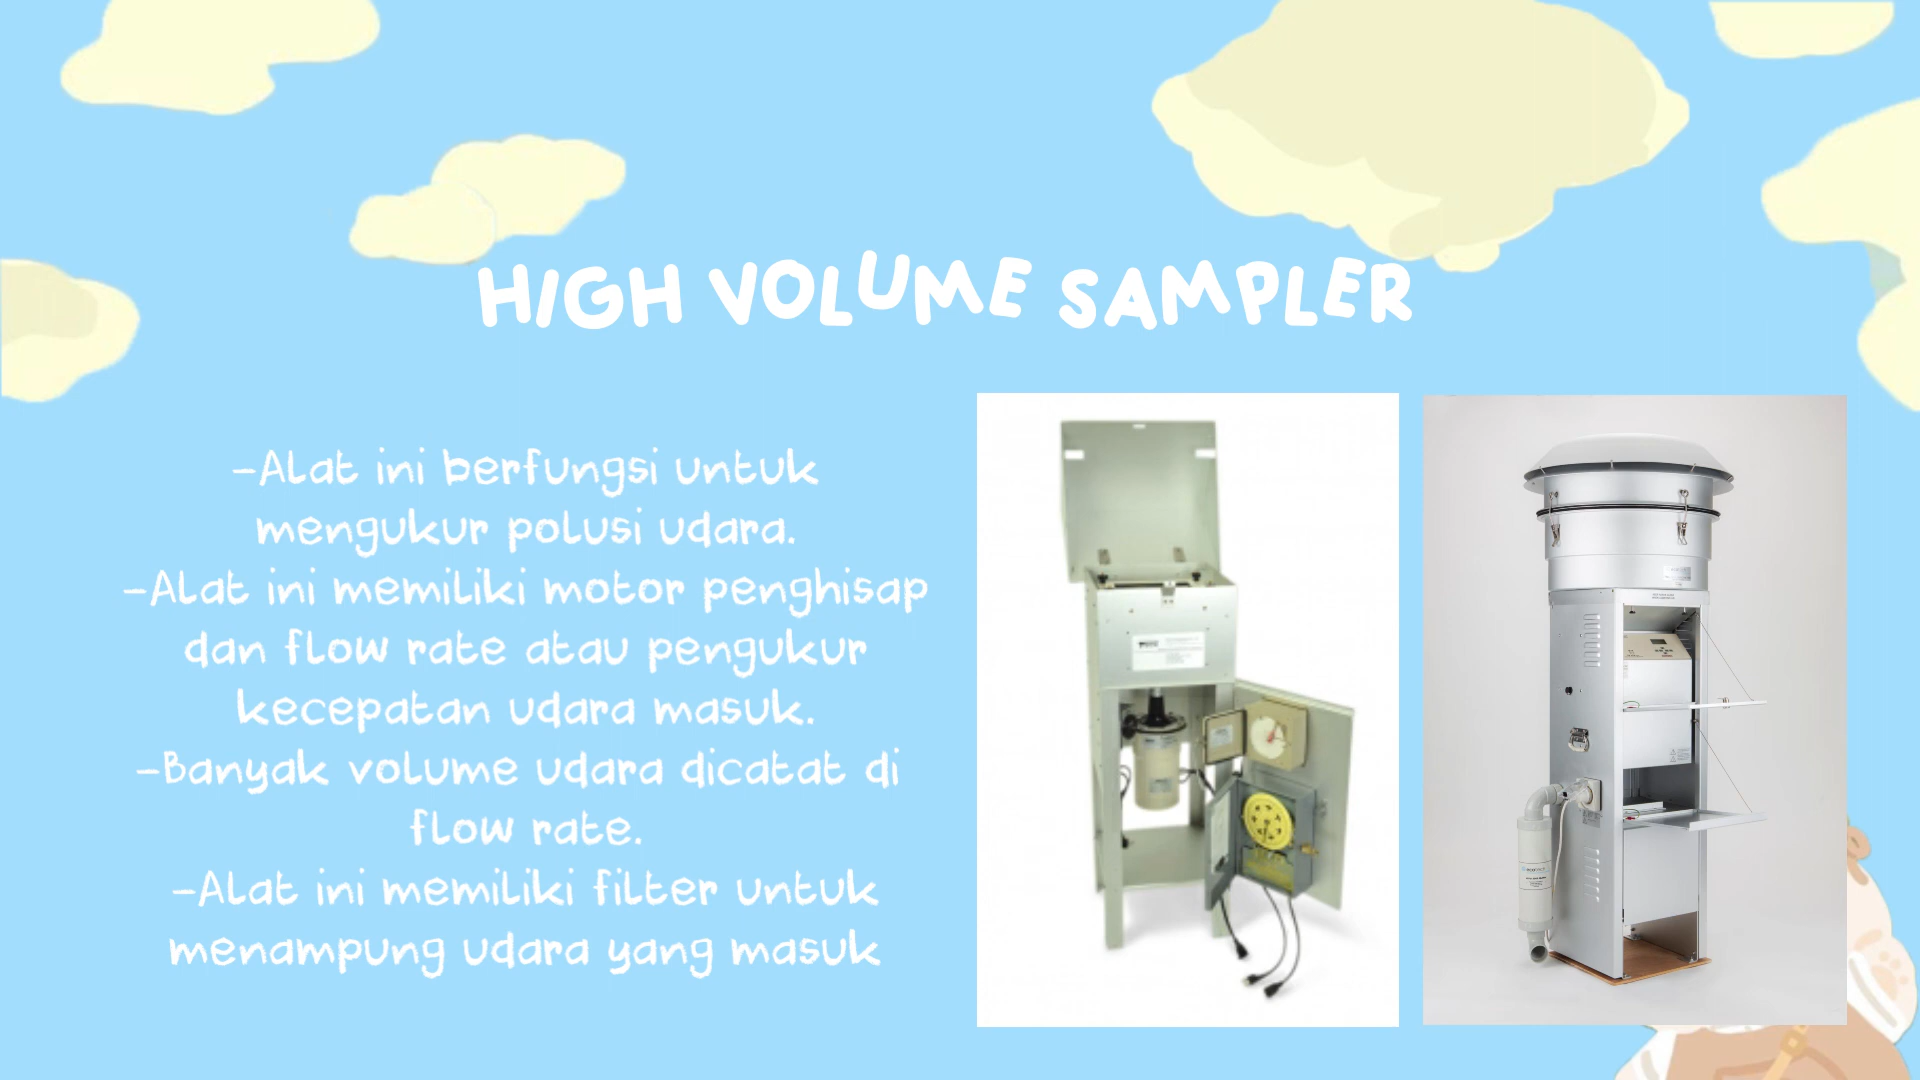 HIGH VOLUME SAMPLER
-Alat ini berfungsi untuk
mengukur polusi udara.
-Alat ini memiliki motor penghisap
dan flow rate atau pengukur
kecepatan udara masuk.
-Banyak volume udara dicatat di
flow rate.
-Alat ini memiliki filter untuk
menampung udara yang masuk